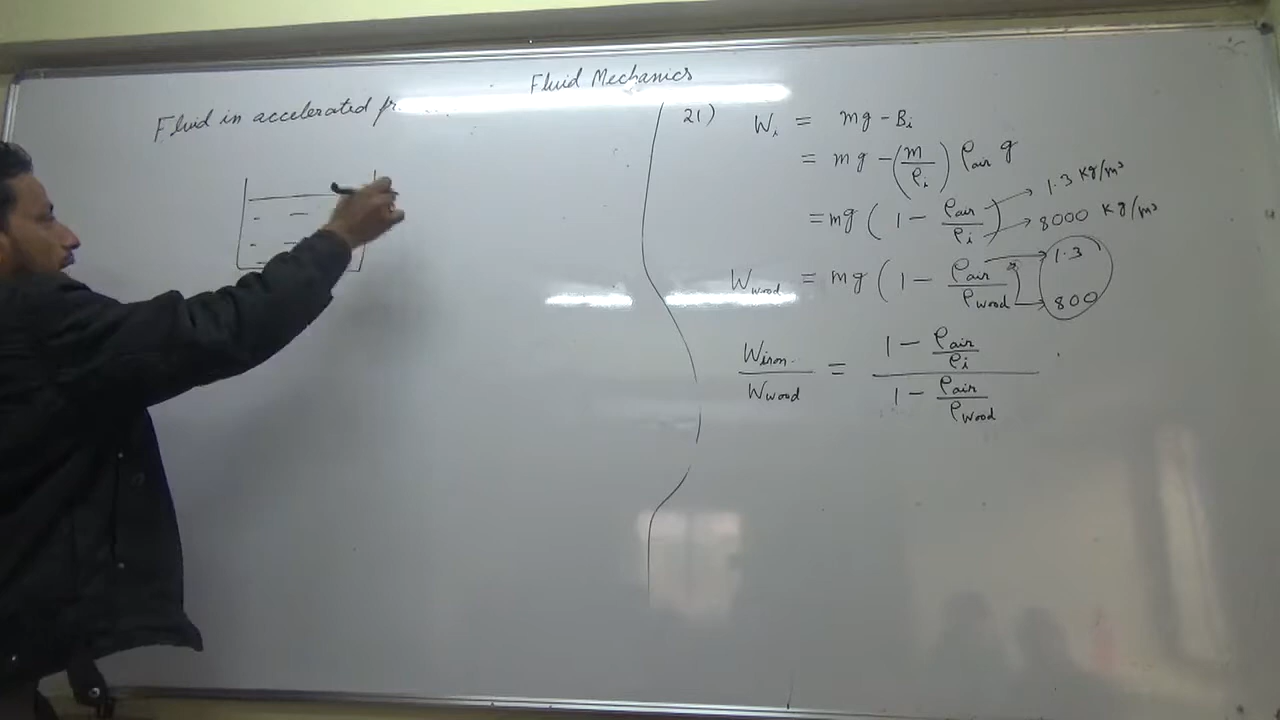 Fluid Mechanics
Fluid in accelerated fr
21) Wᵢ = mg - Bᵢ
= mg - (m/ρᵢ) ρair g
= mg (1 - ρair/ρᵢ) → 1.3 kg/m³ → 8000 kg/m³
Wwood = mg (1 - ρair/ρwood) → 1.3 → 800
Wiron/Wwood = (1 - ρair/ρᵢ)/(1 - ρair/ρwood)